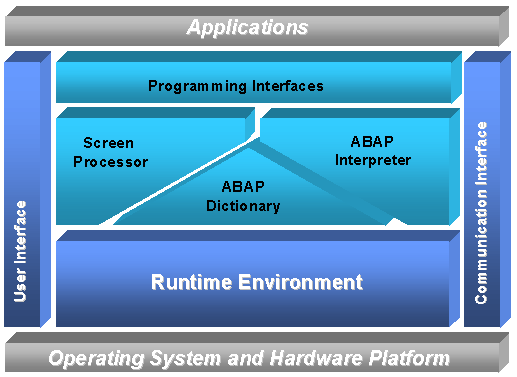 Applications
Programming Interfaces
Screen
Processor
ABAP
Interpreter
ABAP
Dictionary
User Interface
Communication Interface
Runtime Environment
Operating System and Hardware Platform